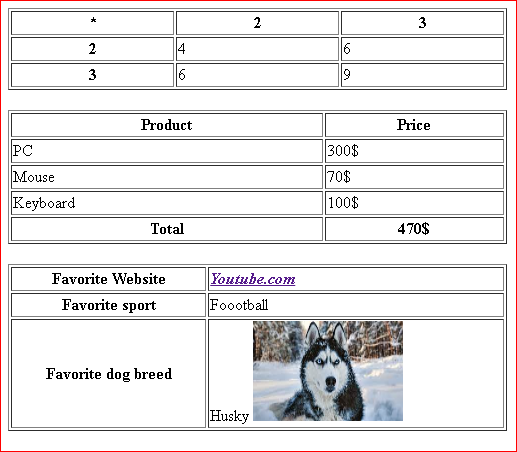 * 2 3
2 4 6
3 6 9
Product Price
PC 300$
Mouse 70$
Keyboard 100$
Total 470$
Favorite Website Youtube.com
Favorite sport Foootball
Favorite dog breed Husky